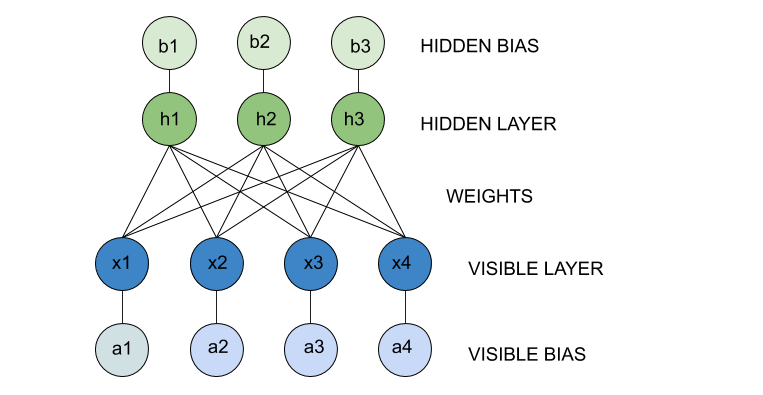 b1 b2 b3 HIDDEN BIAS
h1 h2 h3 HIDDEN LAYER
WEIGHTS
x1 x2 x3 x4 VISIBLE LAYER
a1 a2 a3 a4 VISIBLE BIAS